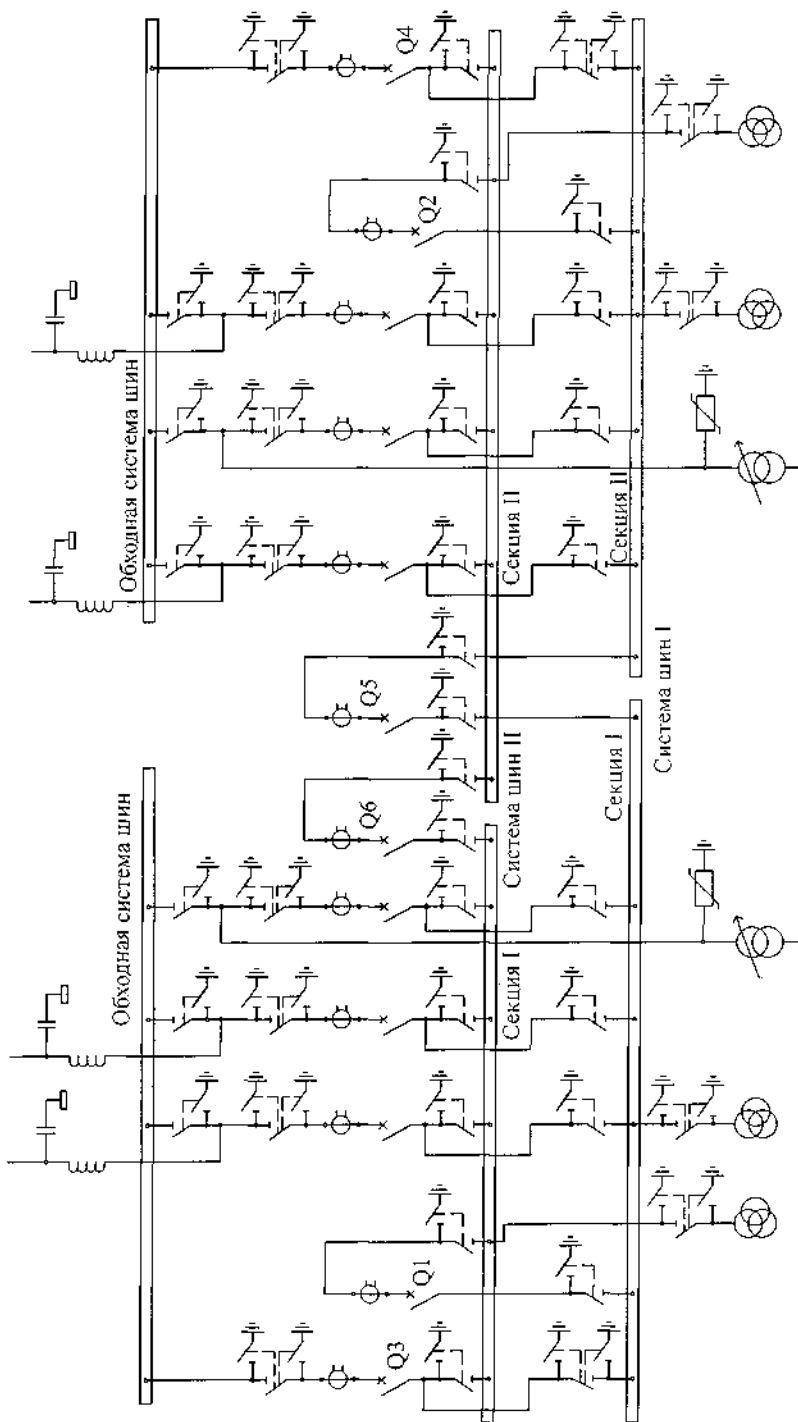 Обходная система шин
Обходная система шин
Q3
Q1
Q6
Q5
Q2
Q4
Секция I
Система шин II
Секция II
Секция I
Система шин I
Секция II